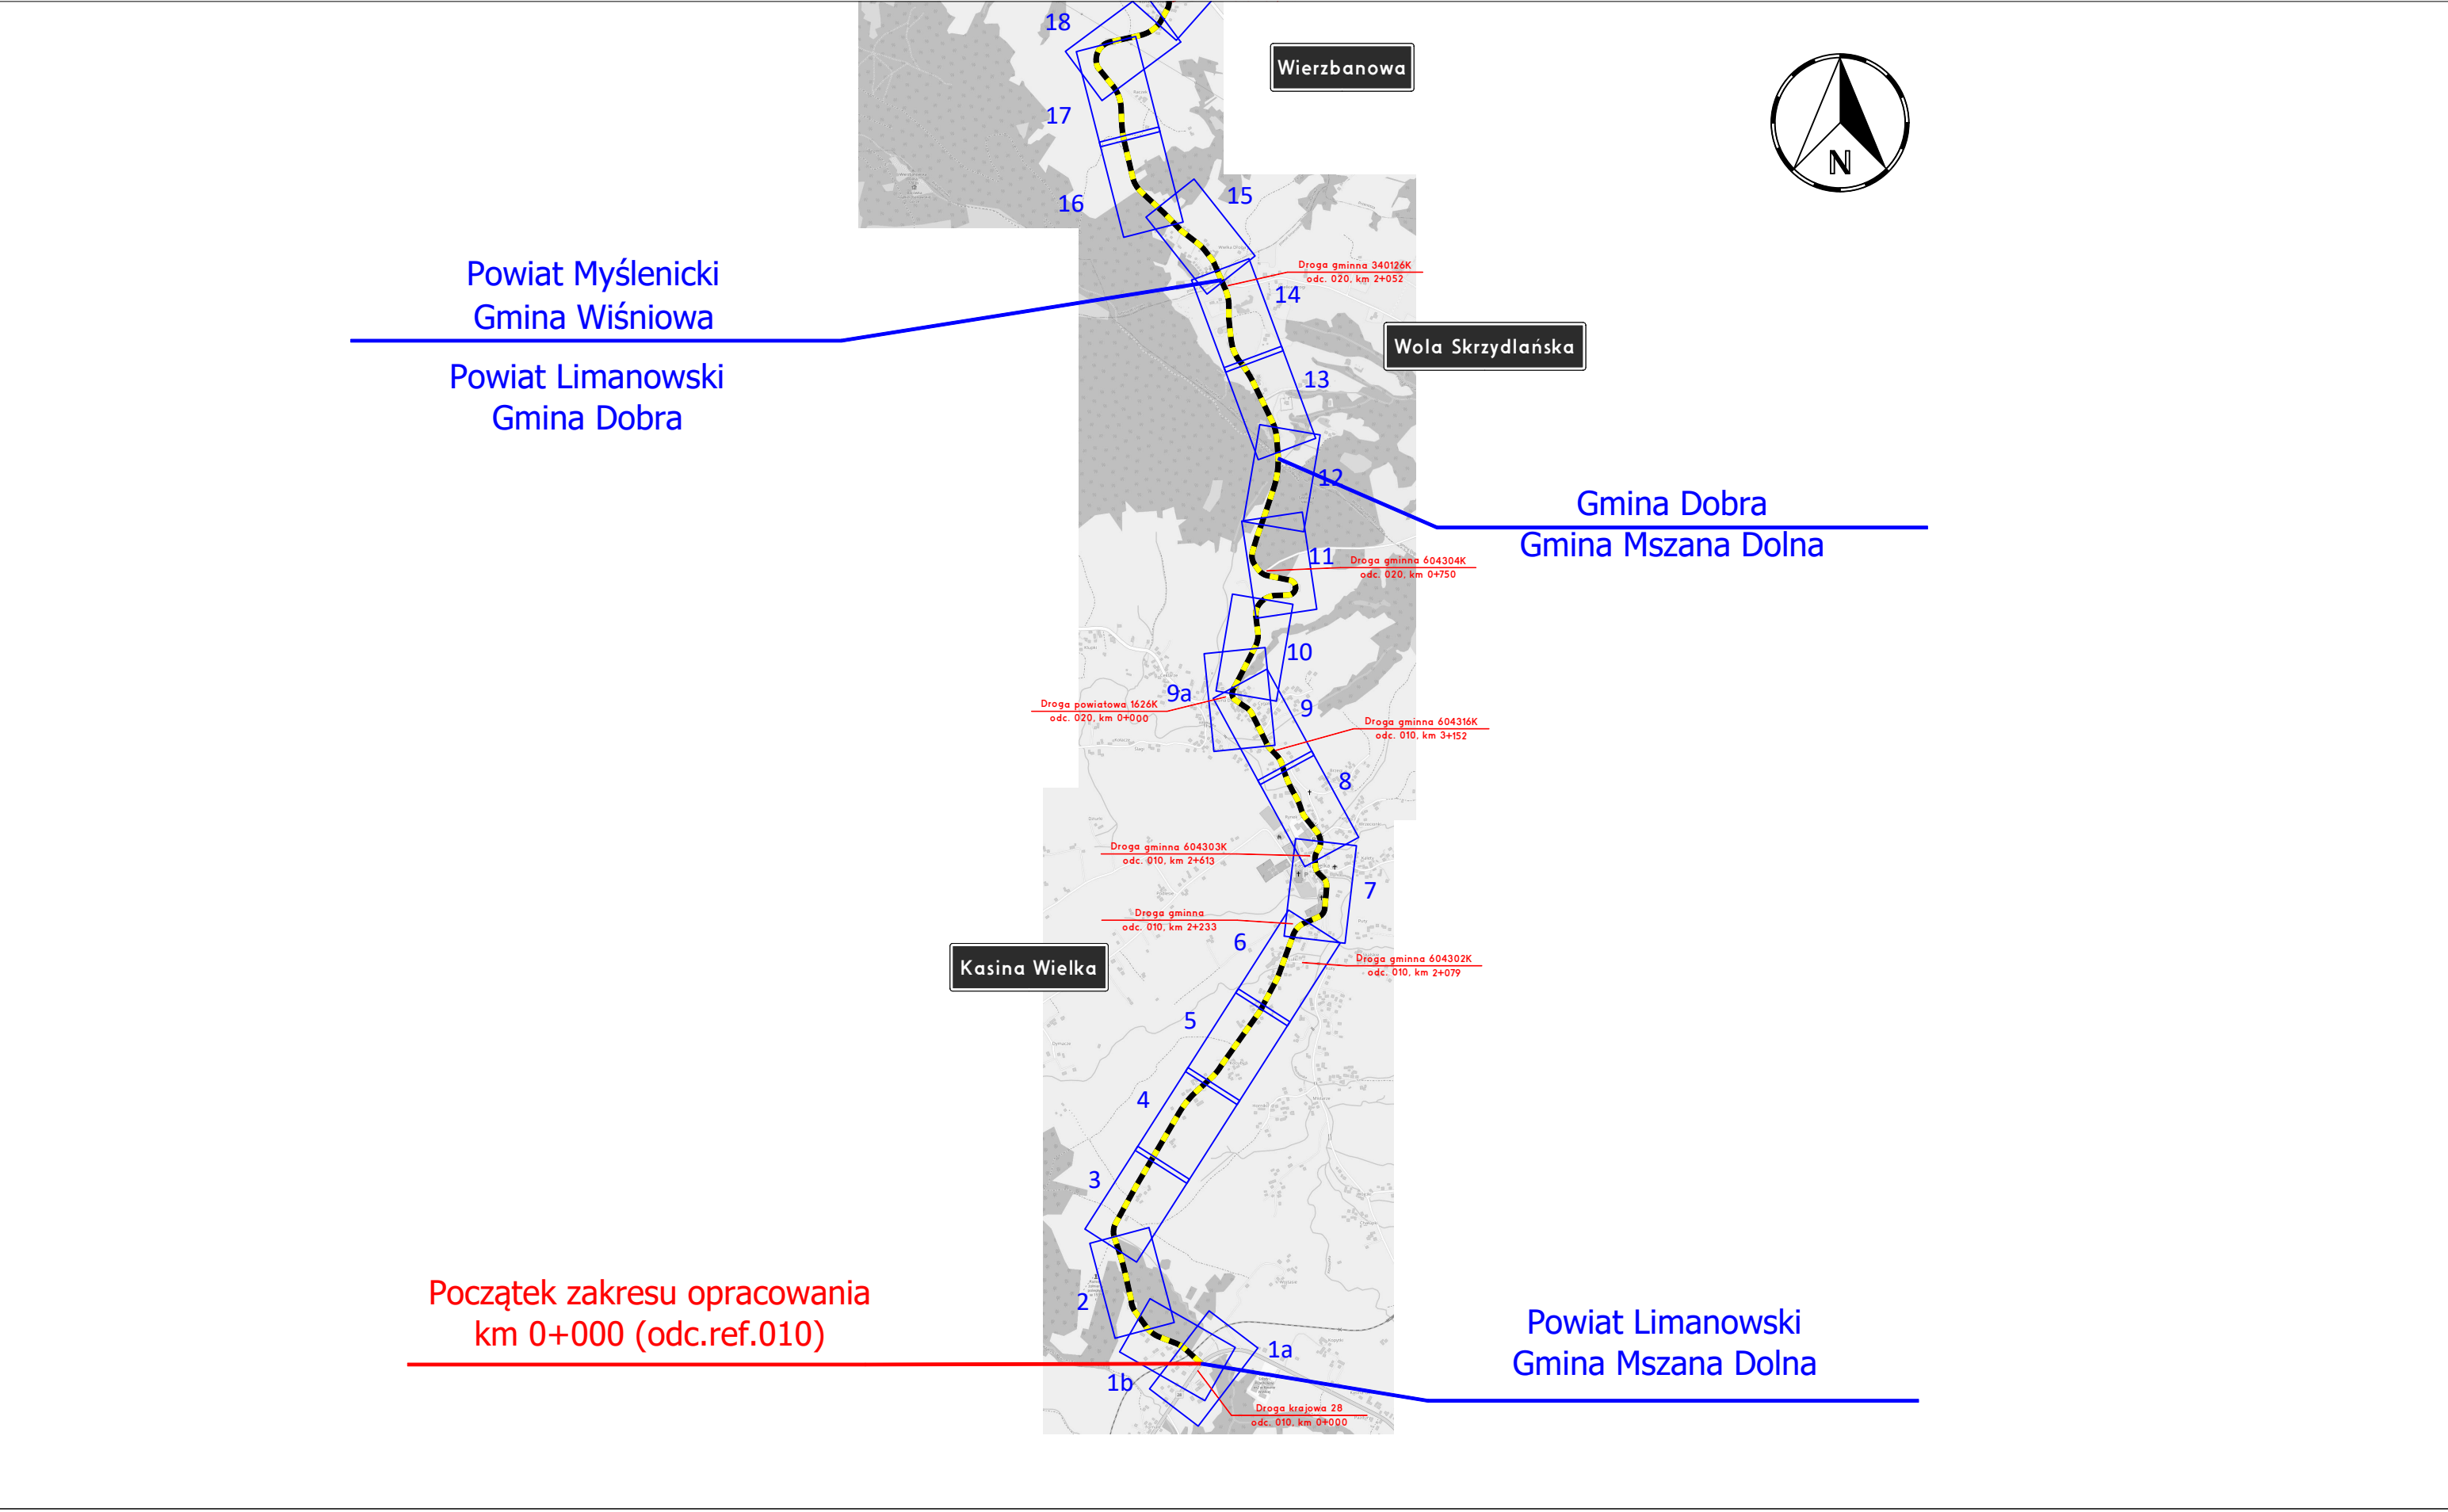 18
Wierzbanowa
N
17
16
15
Powiat Myślenicki
Gmina Wiśniowa
Powiat Limanowski
Gmina Dobra
Droga gminna 340126K
odc. 020, km 2+052
14
Wola Skrzydlańska
13
12
Gmina Dobra
Gmina Mszana Dolna
11
Droga gminna 604304K
odc. 020, km 0+750
10
9a
Droga powiatowa 1626K
odc. 020, km 0+000
9
Droga gminna 604316K
odc. 010, km 3+152
8
Droga gminna 604303K
odc. 010, km 2+613
7
Droga gminna
odc. 010, km 2+233
6
Droga gminna 604302K
odc. 010, km 2+079
Kasina Wielka
5
4
3
2
Początek zakresu opracowania
km 0+000 (odc.ref.010)
1a
1b
Powiat Limanowski
Gmina Mszana Dolna
Droga krajowa 28
odc. 010, km 0+000